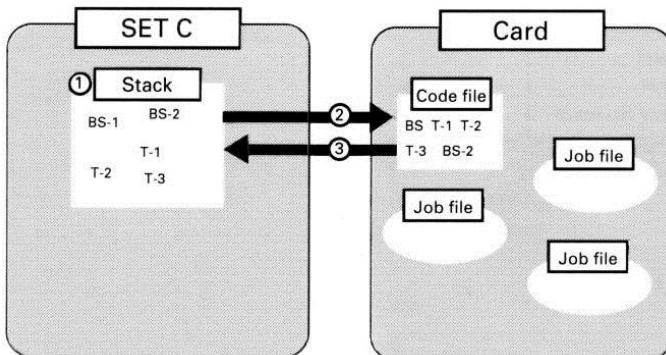 SET C
Card
① Stack
BS-1 BS-2
T-1
T-2 T-3
②
③
Code file
BS T-1 T-2
T-3 BS-2
Job file
Job file
Job file